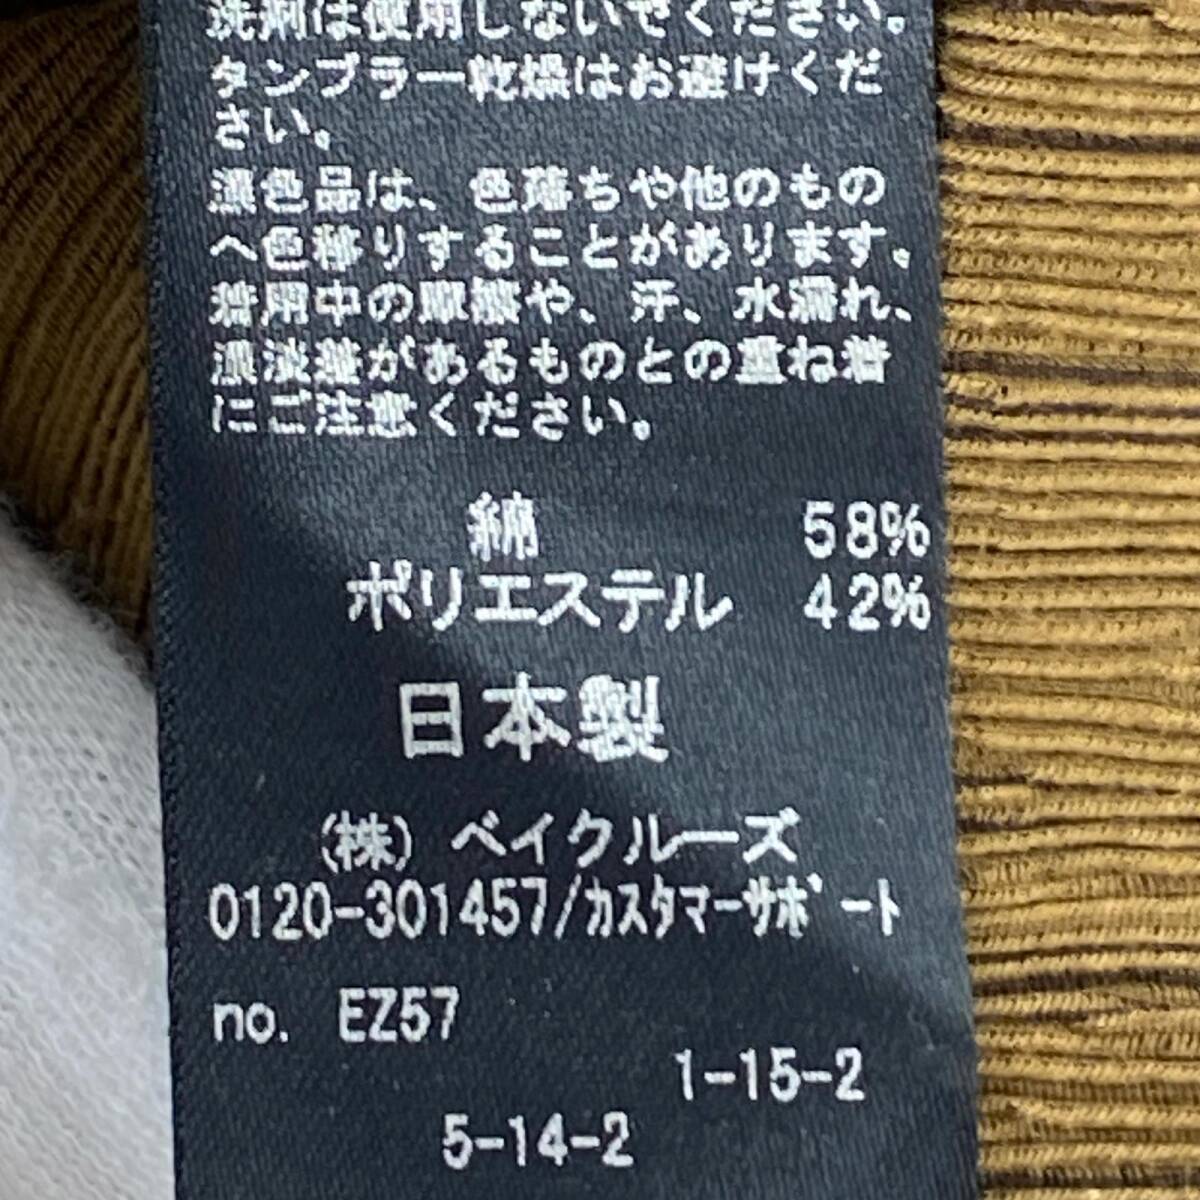 洗剤は使用しないでください。
タンブラー乾燥はお避けくだ
さい。
濃色品は、色落ちや他のもの
へ色移りすることがあります。
着用中の摩擦や、汗、水濡れ、
濃淡差があるものとの重ね着
にご注意ください。
綿 58%
ポリエステル 42%
日本製
(株) ベイクルーズ
0120-301457/ｶｽﾀﾏｰｻﾎﾟｰﾄ
no. EZ57
1-15-2
5-14-2